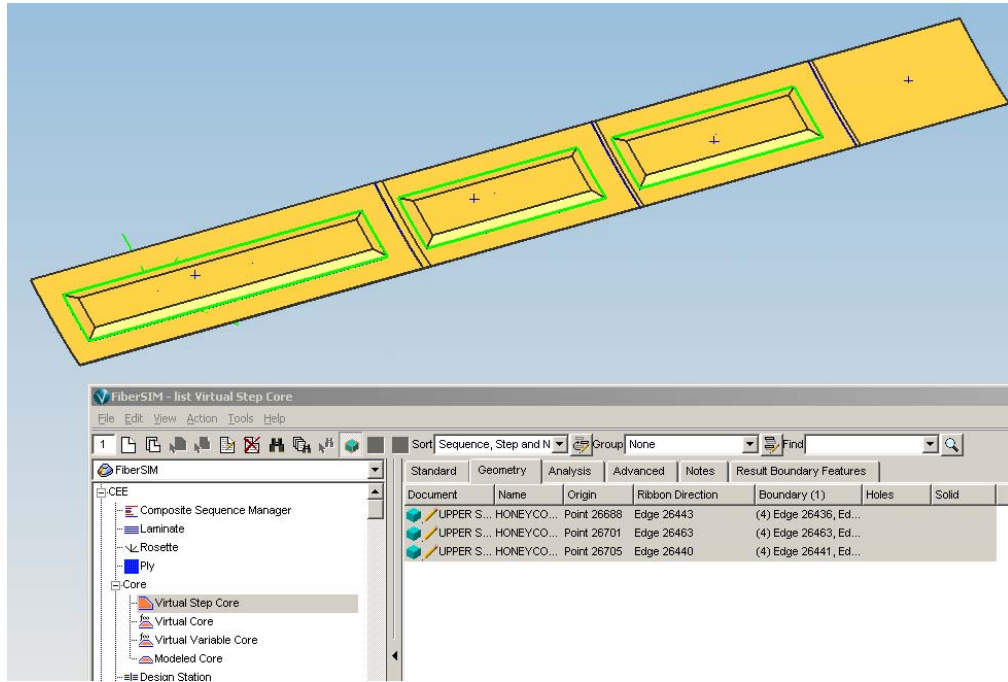 FiberSIM - list Virtual Step Core
File Edit View Action Tools Help
1 Sort Sequence, Step and N Group None Find
FiberSIM
Standard Geometry Analysis Advanced Notes Result Boundary Features
Document Name Origin Ribbon Direction Boundary (1) Holes Solid
UPPER S... HONEYCO... Point 26688 Edge 26443 (4) Edge 26436, Ed...
UPPER S... HONEYCO... Point 26701 Edge 26463 (4) Edge 26463, Ed...
UPPER S... HONEYCO... Point 26705 Edge 26440 (4) Edge 26441, Ed...
CEE
Composite Sequence Manager
Laminate
Rosette
Ply
Core
Virtual Step Core
Virtual Core
Virtual Variable Core
Modeled Core
Design Station